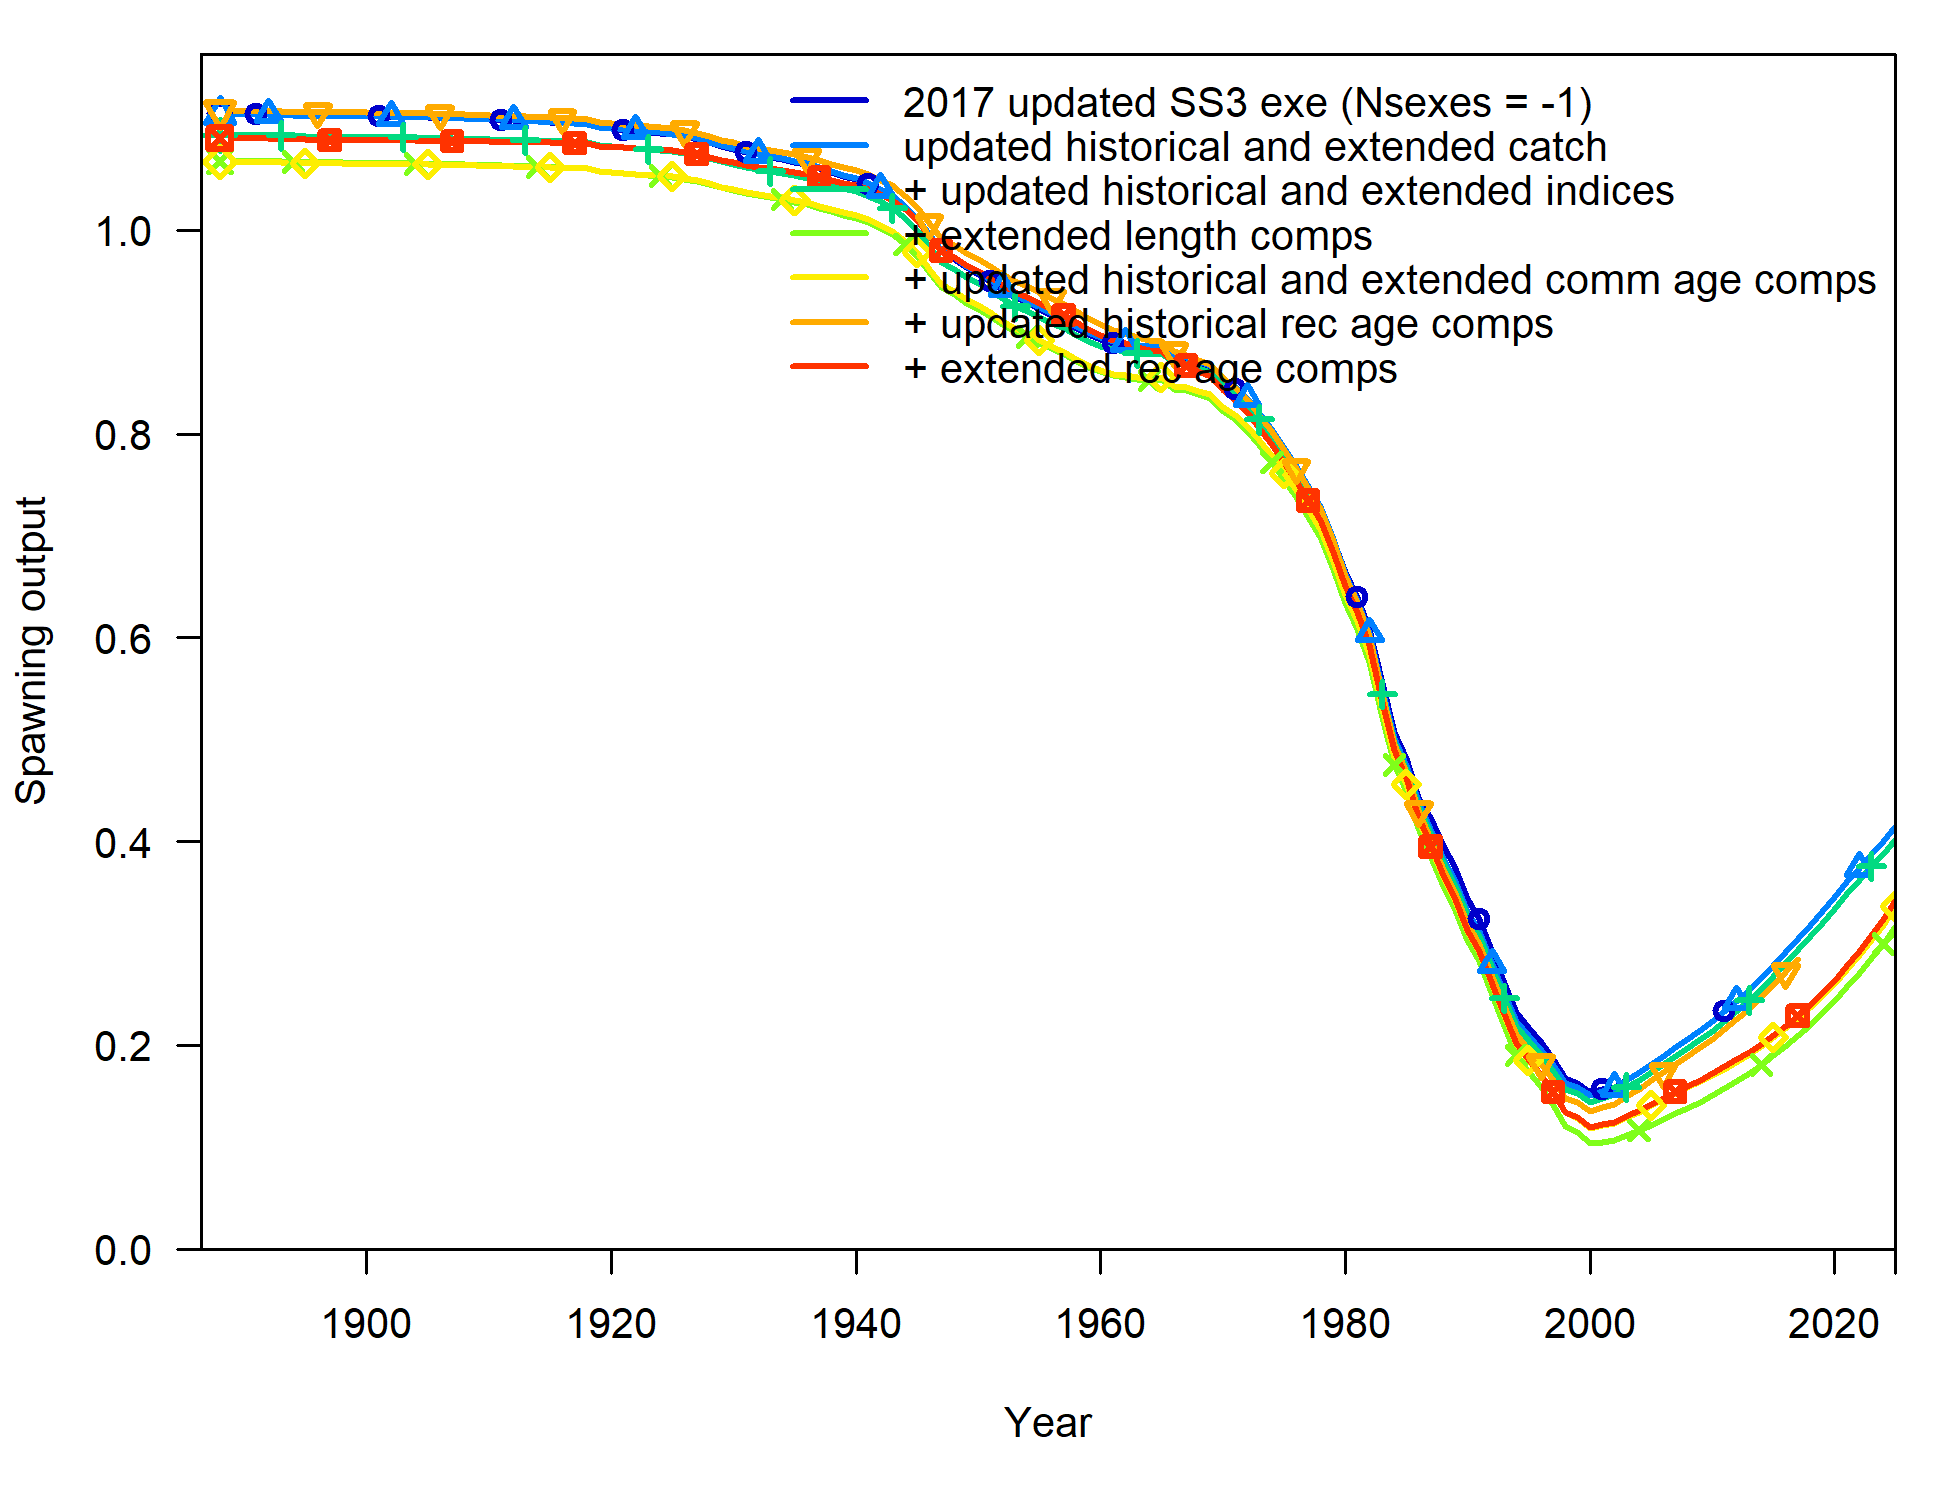 2017 updated SS3 exe (Nsexes = -1)
updated historical and extended catch
+ updated historical and extended indices
+ extended length comps
+ updated historical and extended comm age comps
+ updated historical rec age comps
+ extended rec age comps
1.0
0.8
0.6
0.4
0.2
0.0
Spawning output
1900 1920 1940 1960 1980 2000 2020
Year